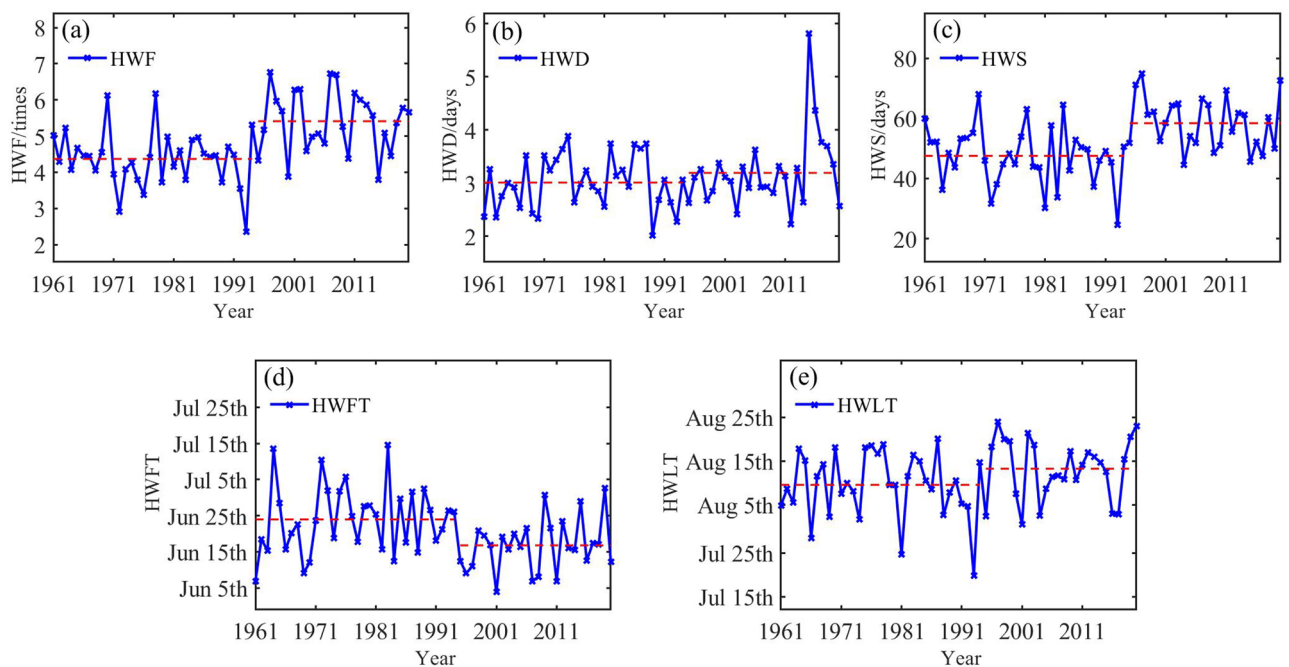 (a)
HWF
HWF/times
8
7
6
5
4
3
2
1961 1971 1981 1991 2001 2011
Year
(b)
HWD
HWD/days
6
5
4
3
2
1961 1971 1981 1991 2001 2011
Year
(c)
HWS
HWS/days
80
60
40
20
1961 1971 1981 1991 2001 2011
Year
(d)
HWFT
HWFT
Jul 25th
Jul 15th
Jul 5th
Jun 25th
Jun 15th
Jun 5th
1961 1971 1981 1991 2001 2011
Year
(e)
HWLT
HWLT
Aug 25th
Aug 15th
Aug 5th
Jul 25th
Jul 15th
1961 1971 1981 1991 2001 2011
Year